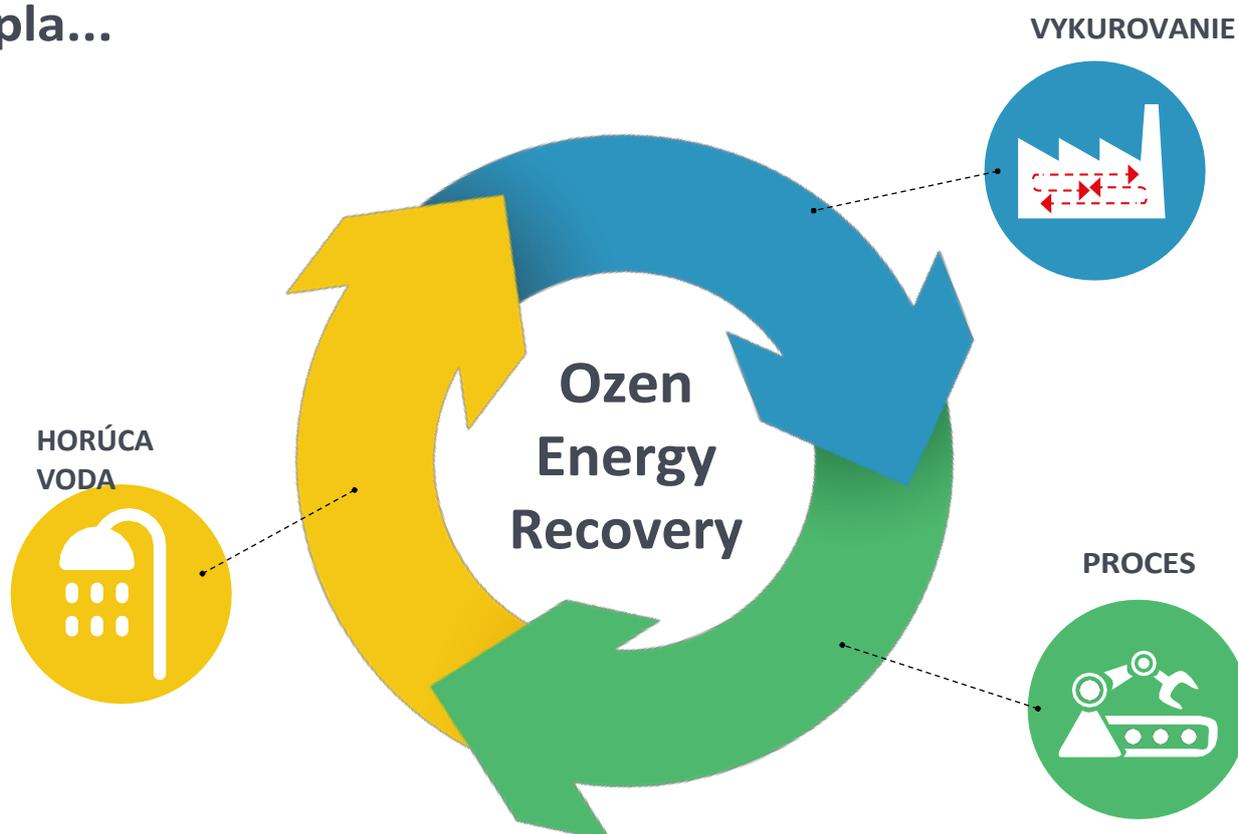 pla...
VYKUROVANIE
Ozen
Energy
Recovery
HORÚCA
VODA
PROCES